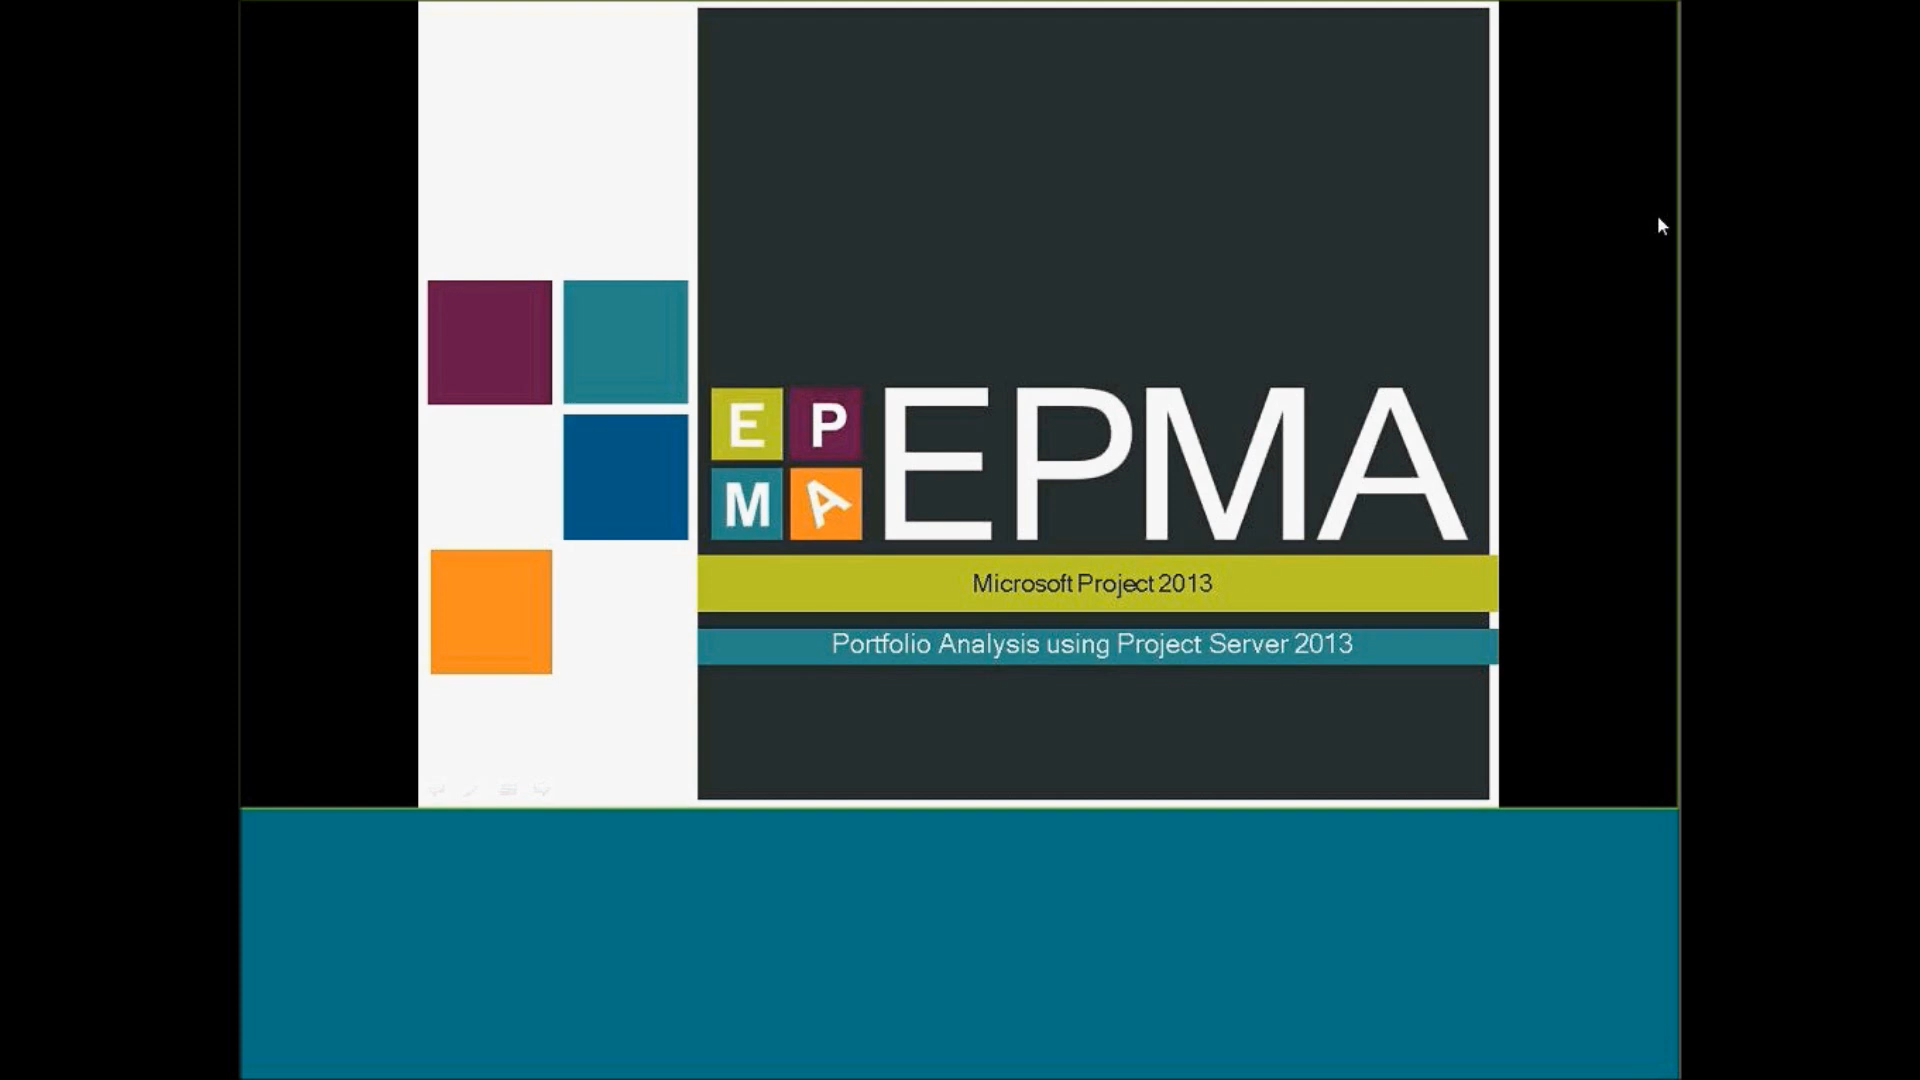 E P
M A
EPMA
Microsoft Project 2013
Portfolio Analysis using Project Server 2013